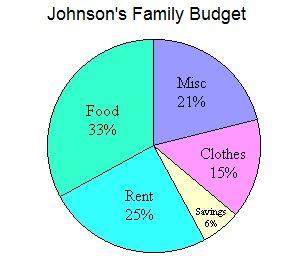 Johnson's Family Budget
Misc
21%
Food
33%
Clothes
15%
Rent
25%
Savings
6%